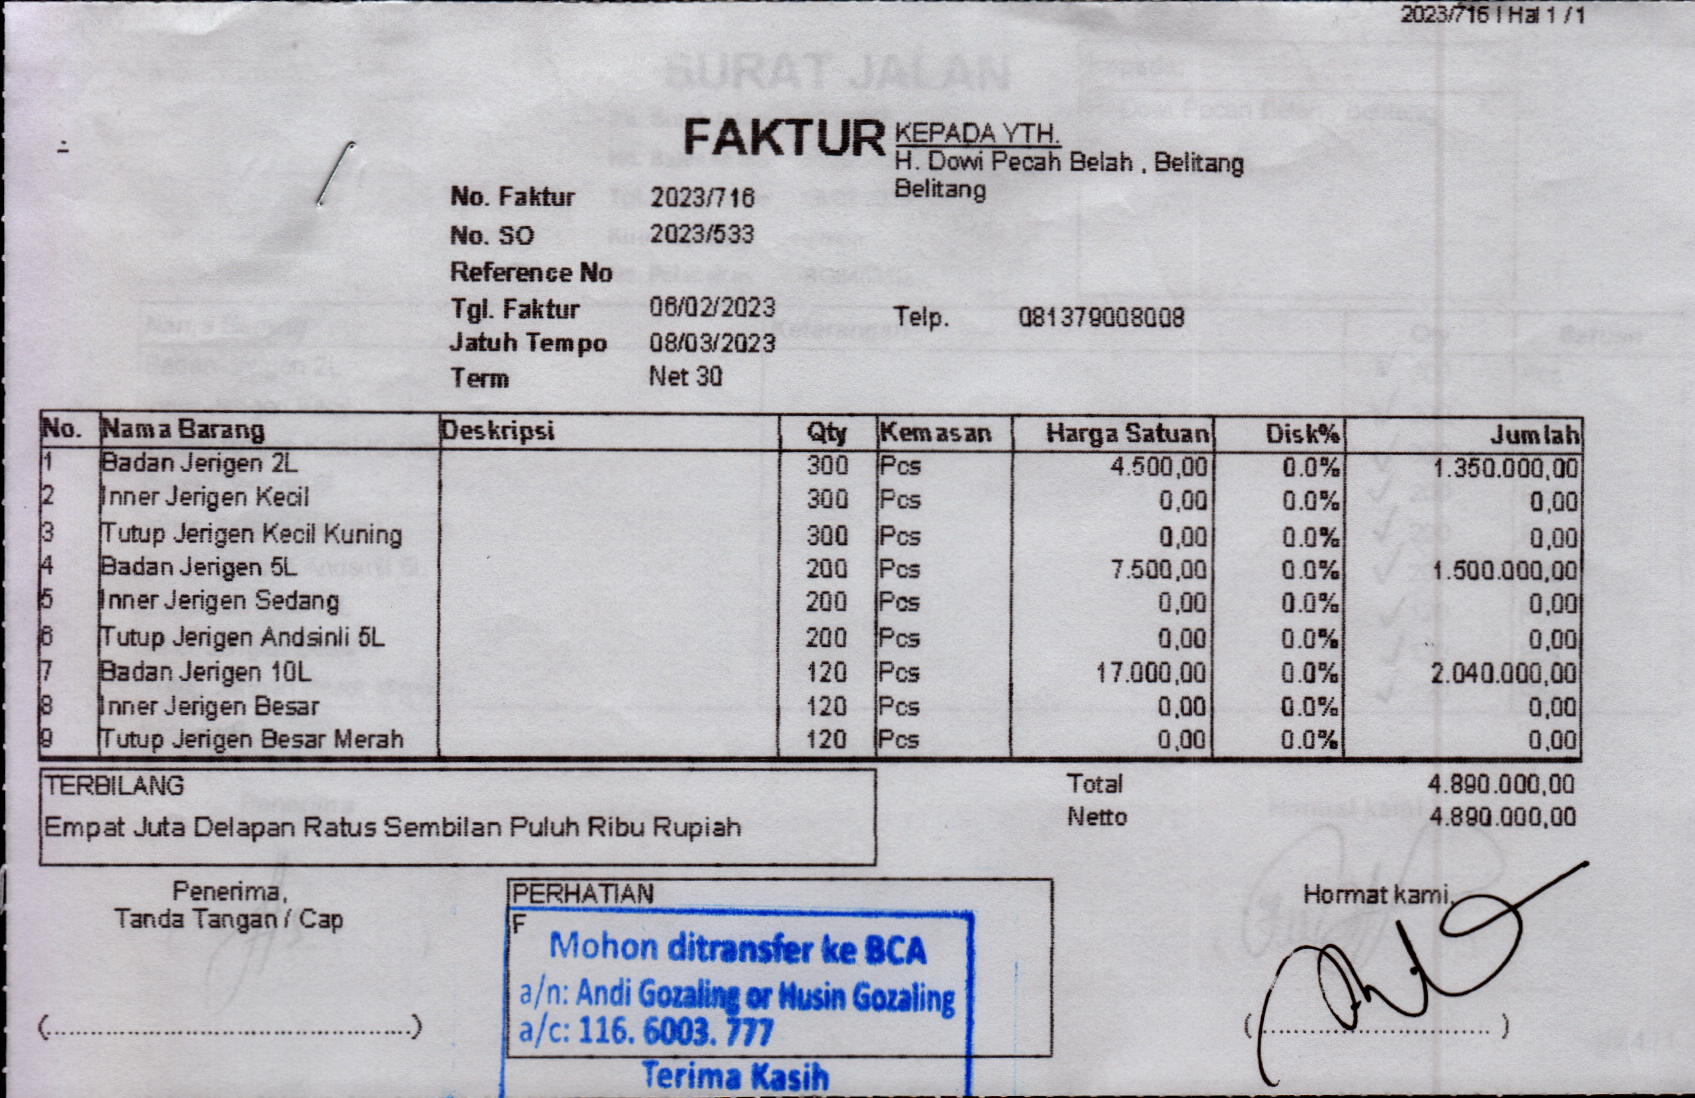 2023/716 | Hal 1 / 1
FAKTUR
KEPADA YTH.
H. Dowi Pecah Belah , Belitang
Belitang
No. Faktur 2023/716
No. SO 2023/533
Reference No
Tgl. Faktur 06/02/2023
Telp. 081379008008
Jatuh Tempo 08/03/2023
Term Net 30
No. Nama Barang Deskripsi Qty Kemasan Harga Satuan Disk% Jumlah
1 Badan Jerigen 2L 300 Pcs 4.500,00 0.0% 1.350.000,00
2 Inner Jerigen Kecil 300 Pcs 0,00 0.0% 0,00
3 Tutup Jerigen Kecil Kuning 300 Pcs 0,00 0.0% 0,00
4 Badan Jerigen 5L 200 Pcs 7.500,00 0.0% 1.500.000,00
5 Inner Jerigen Sedang 200 Pcs 0,00 0.0% 0,00
6 Tutup Jerigen Andsinli 5L 200 Pcs 0,00 0.0% 0,00
7 Badan Jerigen 10L 120 Pcs 17.000,00 0.0% 2.040.000,00
8 Inner Jerigen Besar 120 Pcs 0,00 0.0% 0,00
9 Tutup Jerigen Besar Merah 120 Pcs 0,00 0.0% 0,00
TERBILANG
Empat Juta Delapan Ratus Sembilan Puluh Ribu Rupiah
Total 4.890.000,00
Netto 4.890.000,00
Penerima,
Tanda Tangan / Cap
(......................................................)
PERHATIAN
F
Mohon ditransfer ke BCA
a/n: Andi Gozaling or Husin Gozaling
a/c: 116. 6003. 777
Terima Kasih
Hormat kami,
(..................................... )